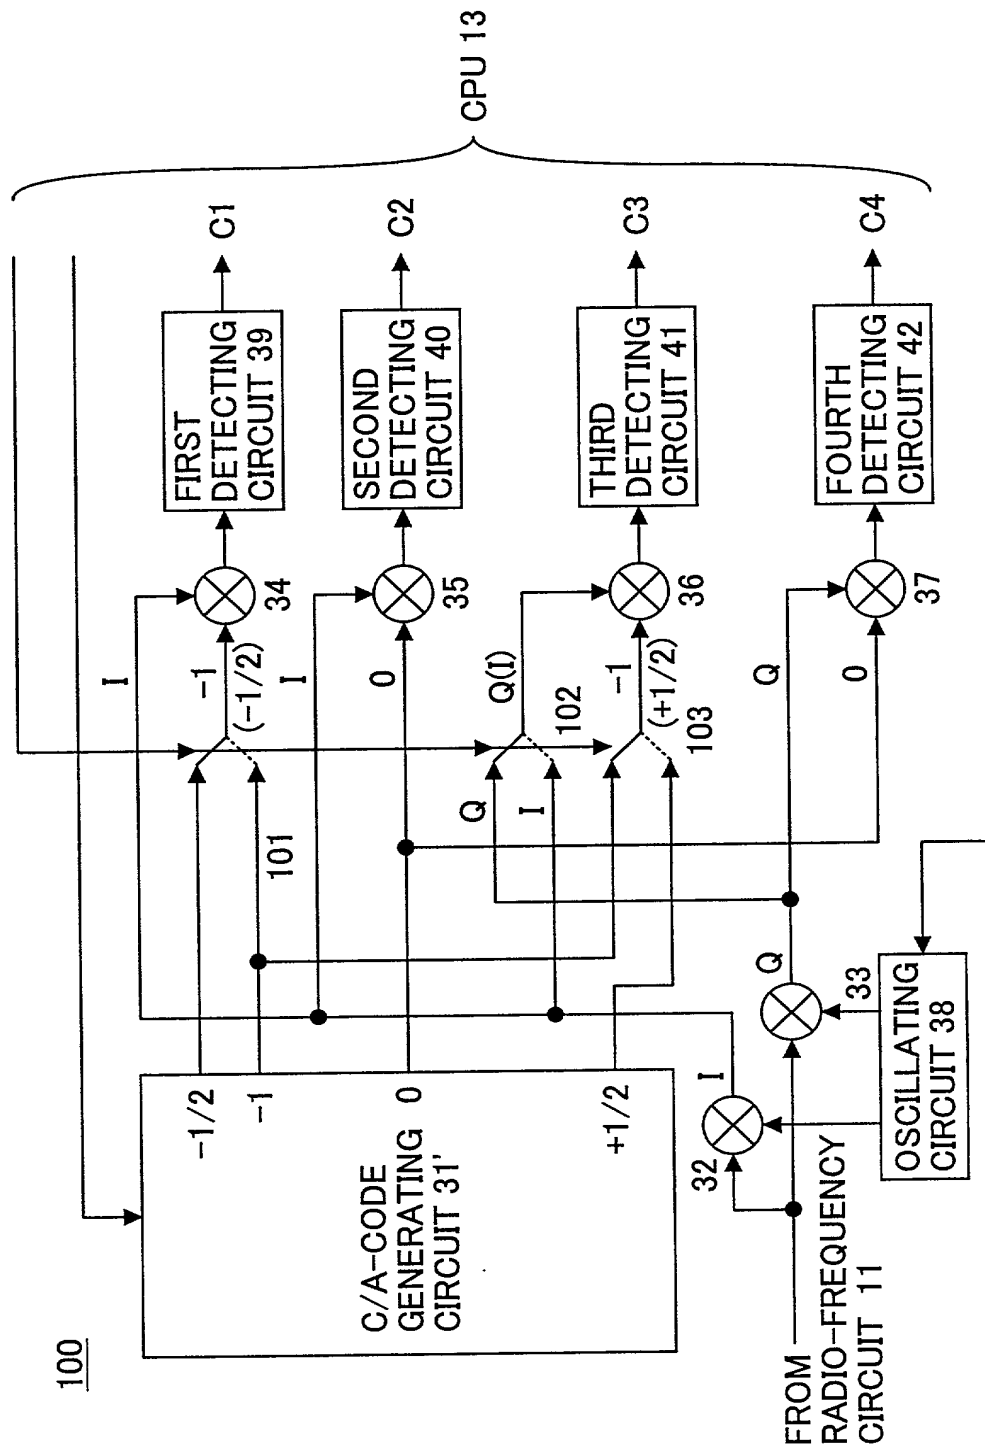 100
C/A-CODE
GENERATING
CIRCUIT 31'
-1/2
-1
0
+1/2
FROM
RADIO-FREQUENCY
CIRCUIT 11
32
I
Q
33
OSCILLATING
CIRCUIT 38
101
I
-1
(-1/2)
I
0
Q
I
Q(I)
102
-1
(+1/2)
103
Q
0
34
35
36
37
FIRST
DETECTING
CIRCUIT 39
SECOND
DETECTING
CIRCUIT 40
THIRD
DETECTING
CIRCUIT 41
FOURTH
DETECTING
CIRCUIT 42
C1
C2
C3
C4
CPU 13